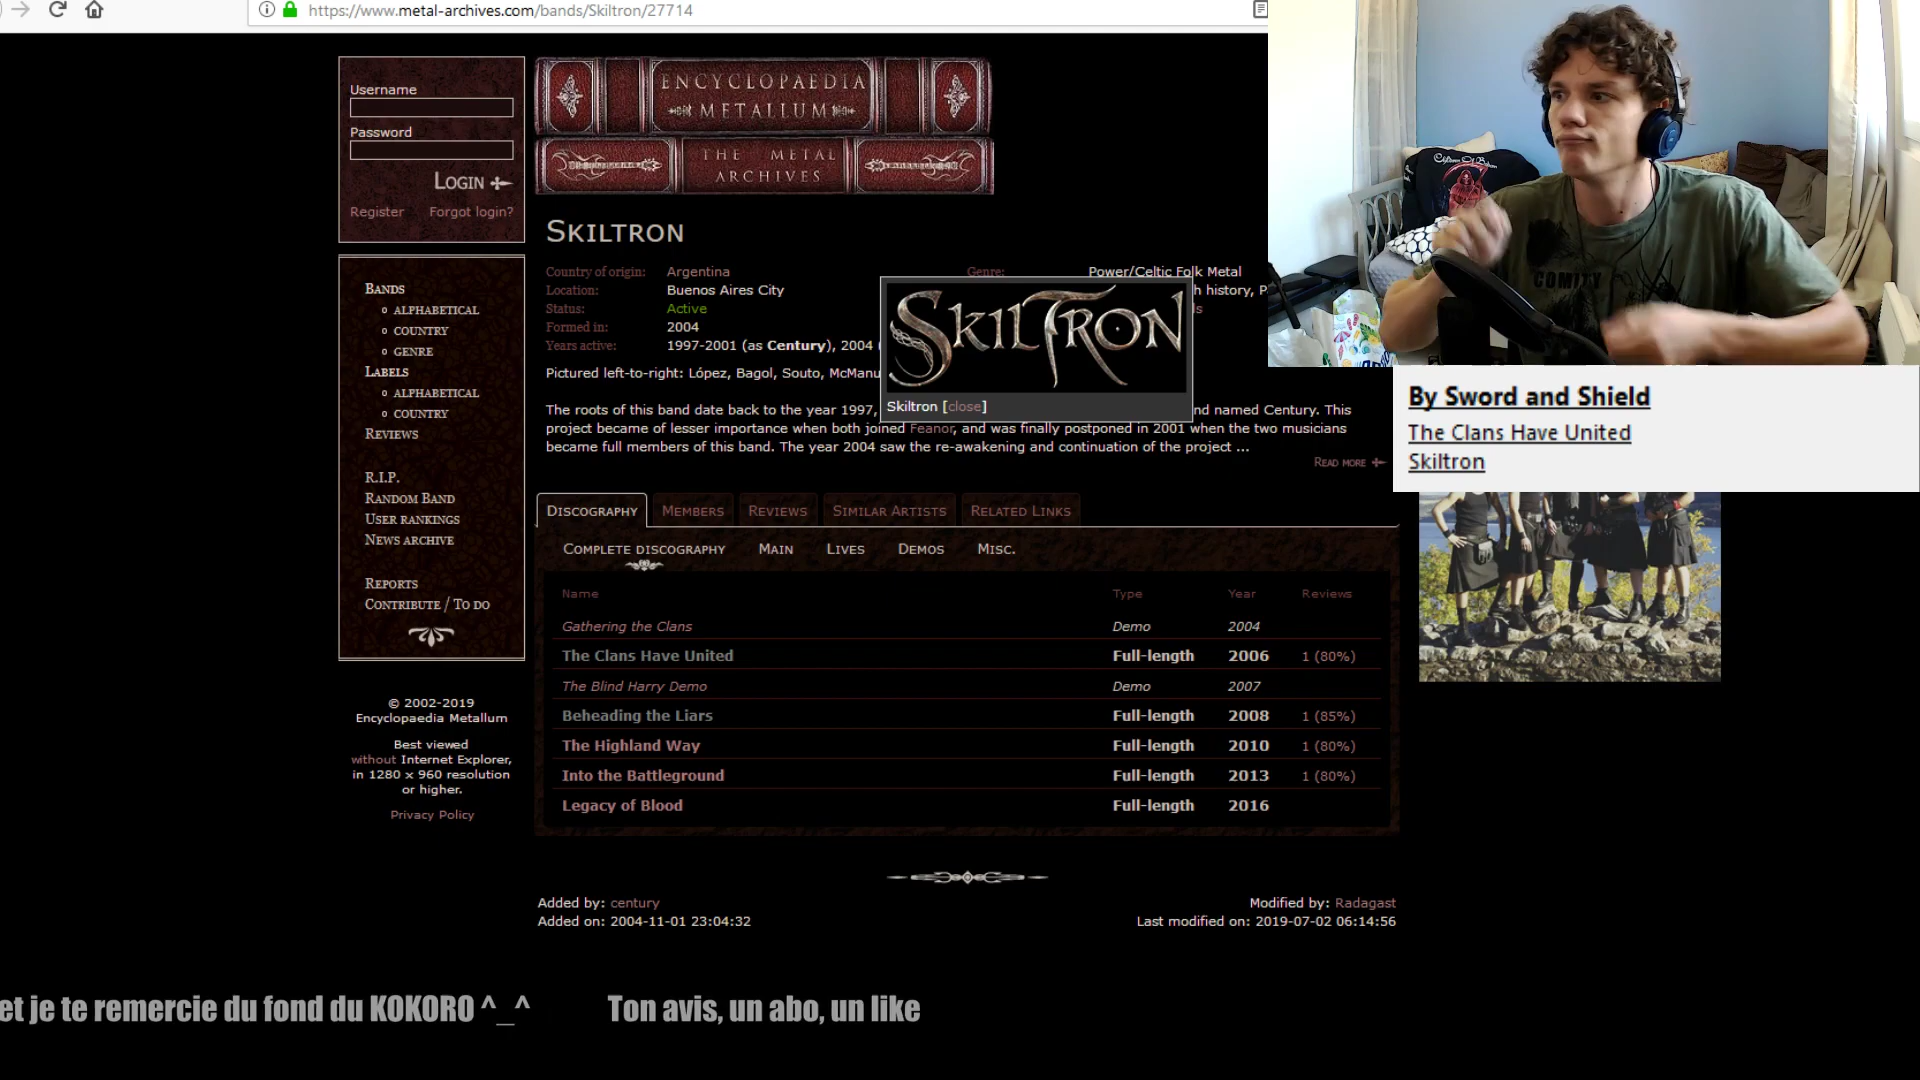 https://www.metal-archives.com/bands/Skiltron/27714
Username
Password
LOGIN
Register Forgot login?
BANDS
ALPHABETICAL
COUNTRY
GENRE
LABELS
ALPHABETICAL
COUNTRY
REVIEWS
R.I.P.
RANDOM BAND
USER RANKINGS
NEWS ARCHIVE
REPORTS
CONTRIBUTE / TO DO
© 2002-2019
Encyclopaedia Metallum
Best viewed
without Internet Explorer,
in 1280 x 960 resolution
or higher.
Privacy Policy
ENCYCLOPAEDIA
METALLUM
THE METAL
ARCHIVES
SKILTRON
Country of origin: Argentina
Location: Buenos Aires City
Status: Active
Formed in: 2004
Years active: 1997-2001 (as Century), 2004 (
Genre: Power/Celtic Folk Metal
h history, P
ds
Pictured left-to-right: López, Bagol, Souto, McManu
SKILTRON
Skiltron [close]
The roots of this band date back to the year 1997, nd named Century. This
project became of lesser importance when both joined Feanor, and was finally postponed in 2001 when the two musicians
became full members of this band. The year 2004 saw the re-awakening and continuation of the project ...
READ MORE
DISCOGRAPHY MEMBERS REVIEWS SIMILAR ARTISTS RELATED LINKS
COMPLETE DISCOGRAPHY MAIN LIVES DEMOS MISC.
Name Type Year Reviews
Gathering the Clans Demo 2004
The Clans Have United Full-length 2006 1 (80%)
The Blind Harry Demo Demo 2007
Beheading the Liars Full-length 2008 1 (85%)
The Highland Way Full-length 2010 1 (80%)
Into the Battleground Full-length 2013 1 (80%)
Legacy of Blood Full-length 2016
Added by: century
Added on: 2004-11-01 23:04:32
Modified by: Radagast
Last modified on: 2019-07-02 06:14:56
Children Of Bodom
COMITY
By Sword and Shield
The Clans Have United
Skiltron
et je te remercie du fond du KOKORO ^_^ Ton avis, un abo, un like